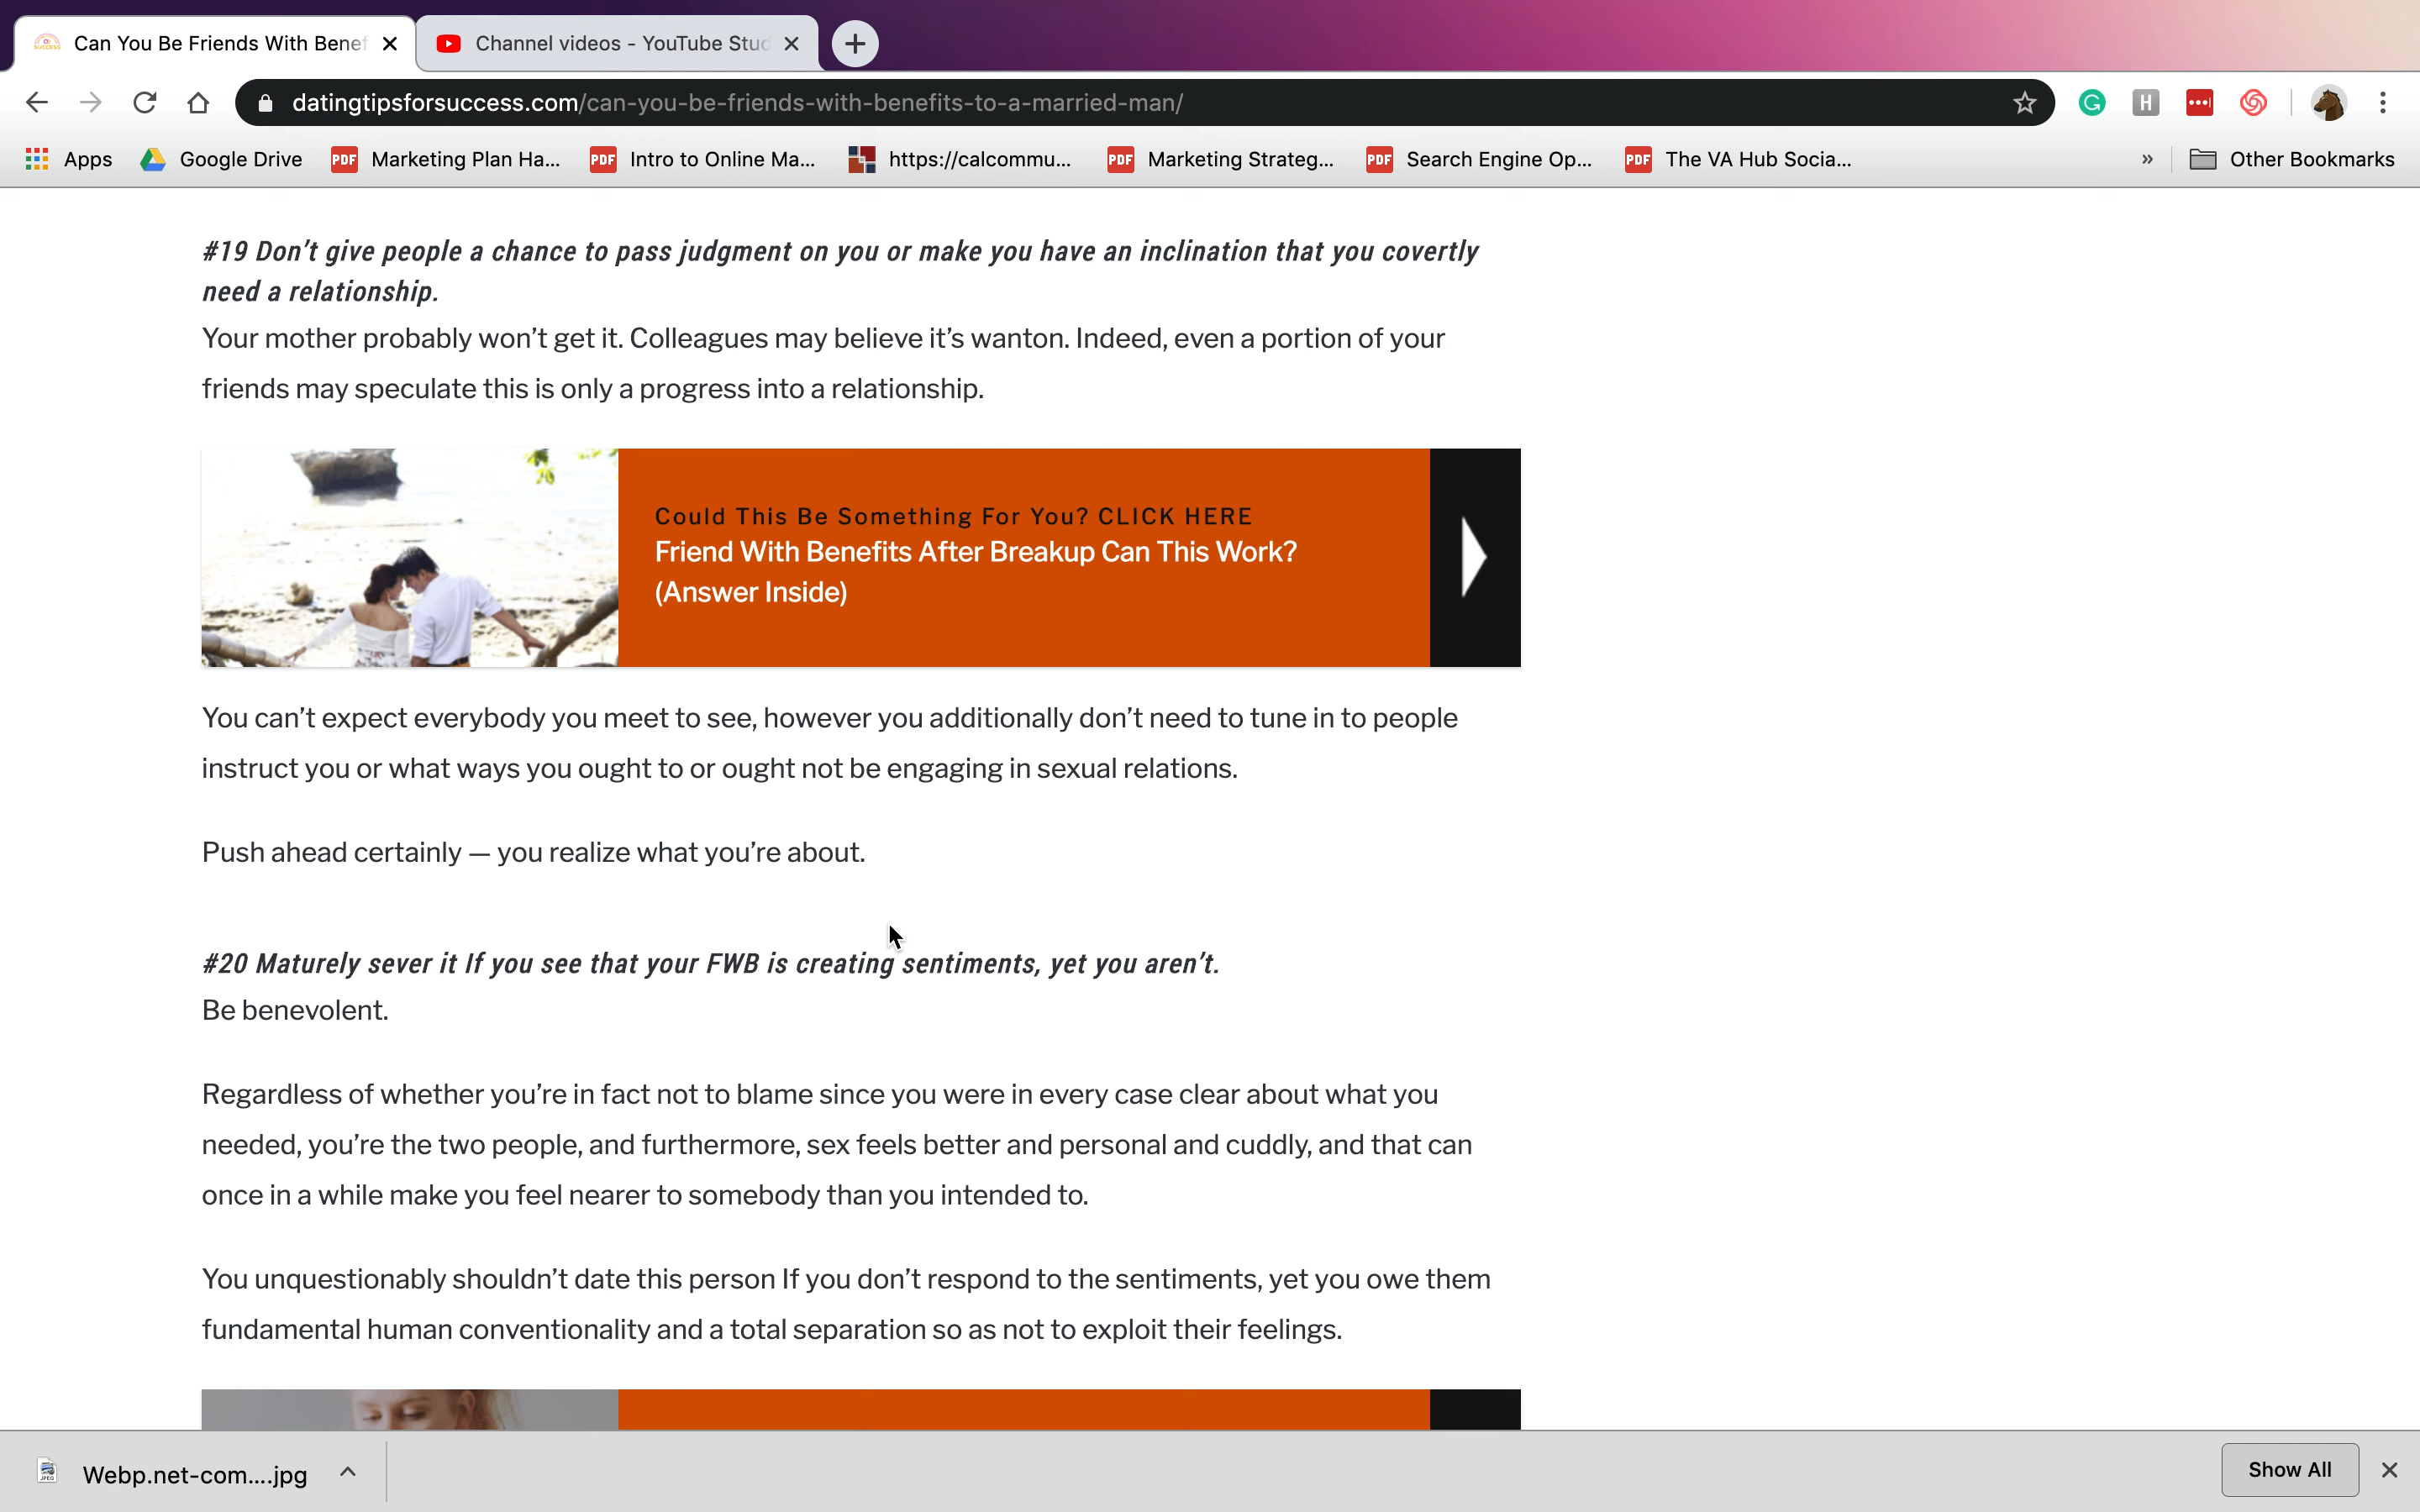 SUCCESS
Can You Be Friends With Benef
Channel videos - YouTube Stud
datingtipsforsuccess.com/can-you-be-friends-with-benefits-to-a-married-man/
G
H
Apps
Google Drive
PDF Marketing Plan Ha...
PDF Intro to Online Ma...
https://calcommu...
PDF Marketing Strateg...
PDF Search Engine Op...
PDF The VA Hub Socia...
»
Other Bookmarks
#19 Don't give people a chance to pass judgment on you or make you have an inclination that you covertly
need a relationship.
Your mother probably won't get it. Colleagues may believe it's wanton. Indeed, even a portion of your
friends may speculate this is only a progress into a relationship.
Could This Be Something For You? CLICK HERE
Friend With Benefits After Breakup Can This Work?
(Answer Inside)
You can't expect everybody you meet to see, however you additionally don't need to tune in to people
instruct you or what ways you ought to or ought not be engaging in sexual relations.
Push ahead certainly — you realize what you're about.
#20 Maturely sever it If you see that your FWB is creating sentiments, yet you aren't.
Be benevolent.
Regardless of whether you're in fact not to blame since you were in every case clear about what you
needed, you're the two people, and furthermore, sex feels better and personal and cuddly, and that can
once in a while make you feel nearer to somebody than you intended to.
You unquestionably shouldn't date this person If you don't respond to the sentiments, yet you owe them
fundamental human conventionality and a total separation so as not to exploit their feelings.
JPEG
Webp.net-com....jpg
Show All